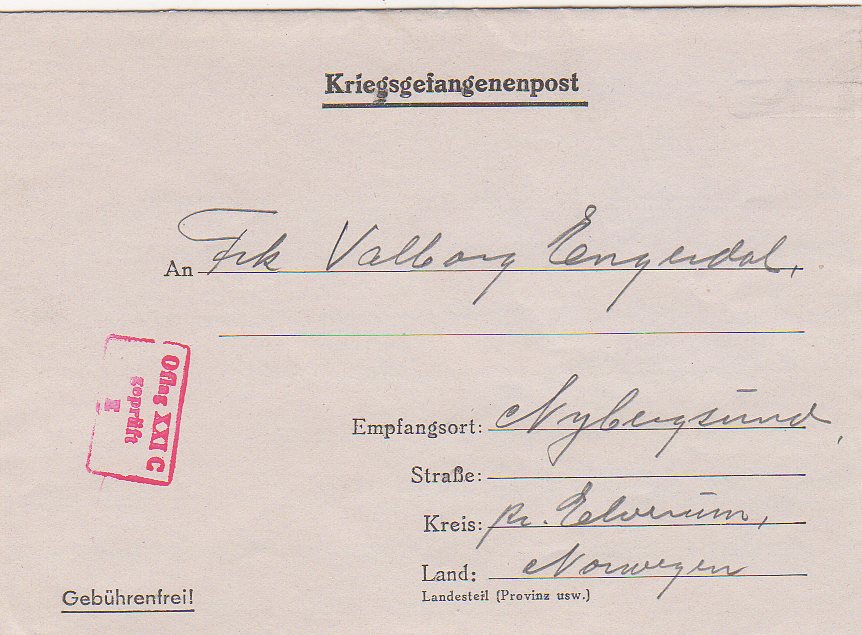 Kriegsgefangenenpost
An Frk Valborg Engerdal,
Oflag XXI C
geprüft
Empfangsort: Nybergsund,
Straße:
Kreis: pr. Elverum,
Land: Norwegen
Landesteil (Provinz usw.)
Gebührenfrei!